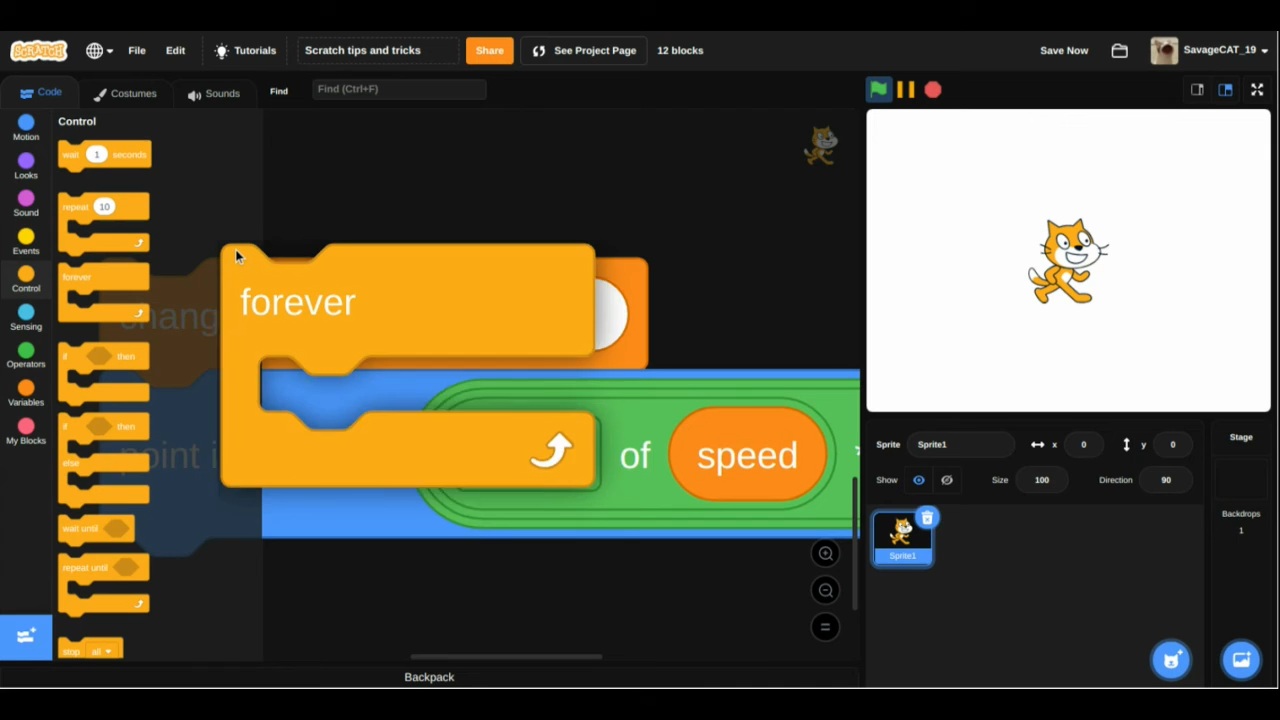 SCRATCH File Edit Tutorials Scratch tips and tricks Share See Project Page 12 blocks Save Now SavageCAT_19
Code Costumes Sounds Find Find (Ctrl+F)
Motion
Looks
Sound
Events
Control
Sensing
Operators
Variables
My Blocks
Control
wait 1 seconds
repeat 10
forever
if then
if then
else
wait until
repeat until
stop all
chang
forever
point i
of speed
Backpack
Sprite Sprite1 x 0 y 0
Show Size 100 Direction 90
Sprite1
Stage
Backdrops
1